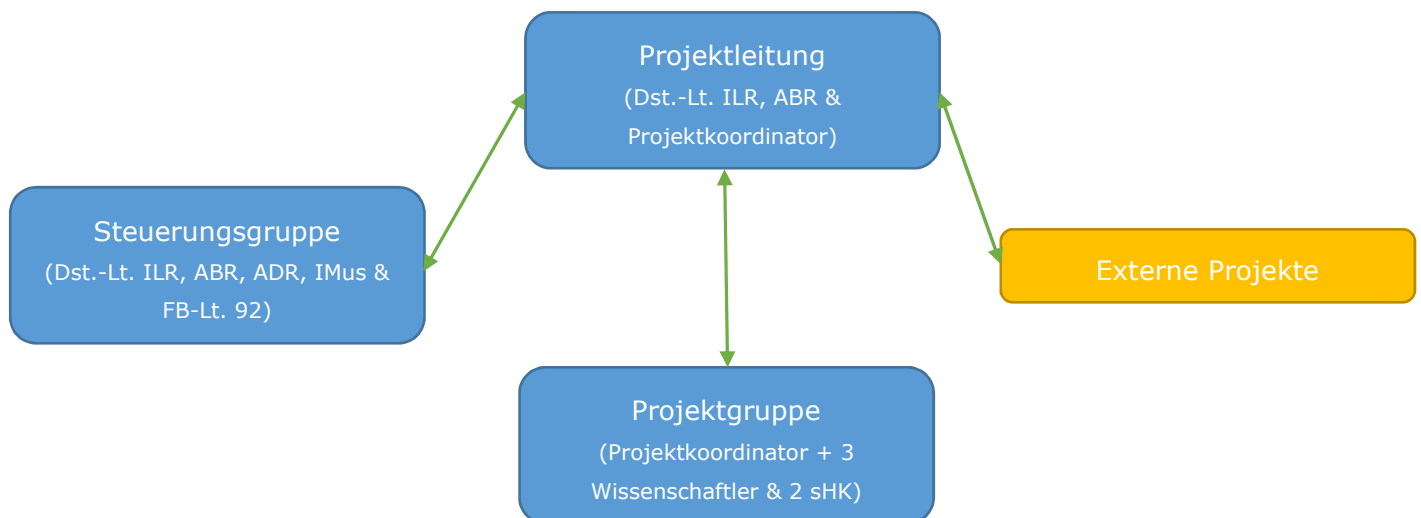 Projektleitung
(Dst.-Lt. ILR, ABR &
Projektkoordinator)
Steuerungsgruppe
(Dst.-Lt. ILR, ABR, ADR, IMus &
FB-Lt. 92)
Externe Projekte
Projektgruppe
(Projektkoordinator + 3
Wissenschaftler & 2 sHK)